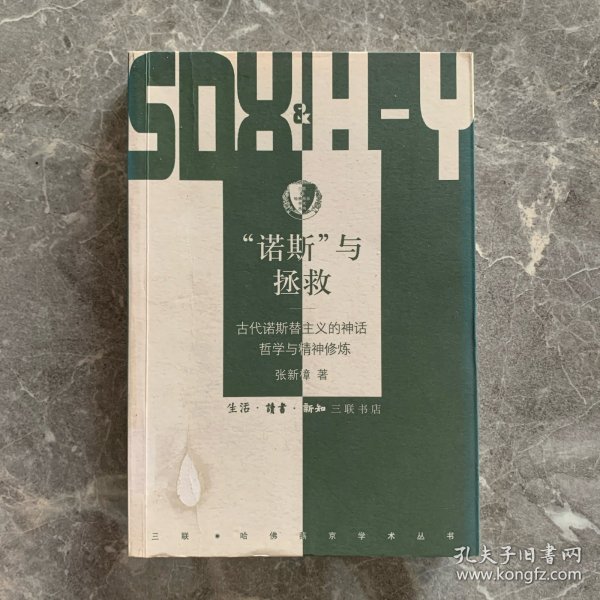 SDX&H-Y
“诺斯”与
拯救
古代诺斯替主义的神话
哲学与精神修炼
张新樟 著
生活·讀書·新知 三联书店
三联·哈佛燕京学术丛书
孔夫子旧书网
www.kongfz.com